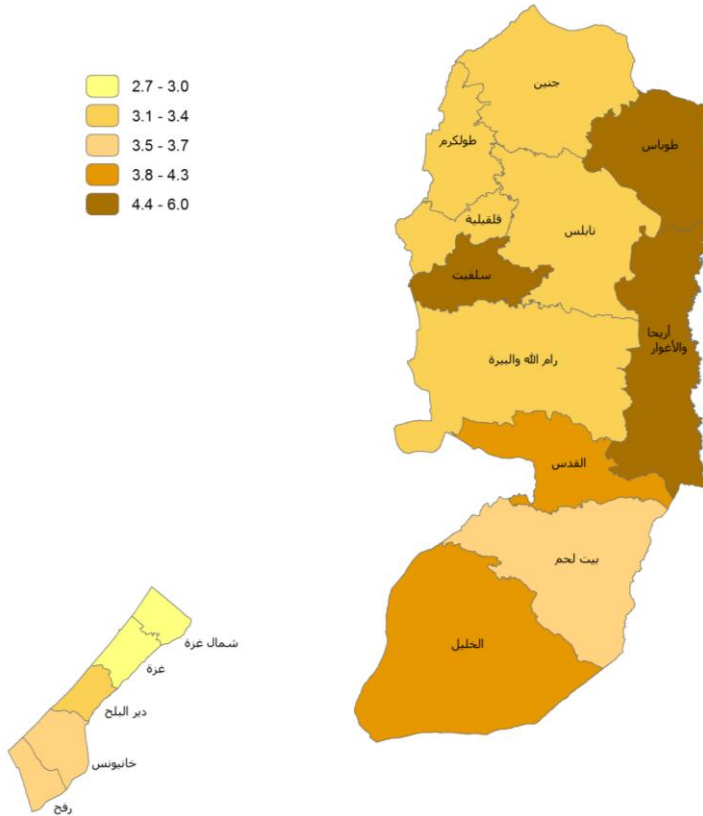 2.7 - 3.0
3.1 - 3.4
3.5 - 3.7
3.8 - 4.3
4.4 - 6.0
جنين
طوباس
طولكرم
قلقيلية
نابلس
سلفيت
أريحا
والأغوار
رام الله والبيرة
القدس
بيت لحم
الخليل
شمال غزة
غزة
دير البلح
خانيونس
رفح